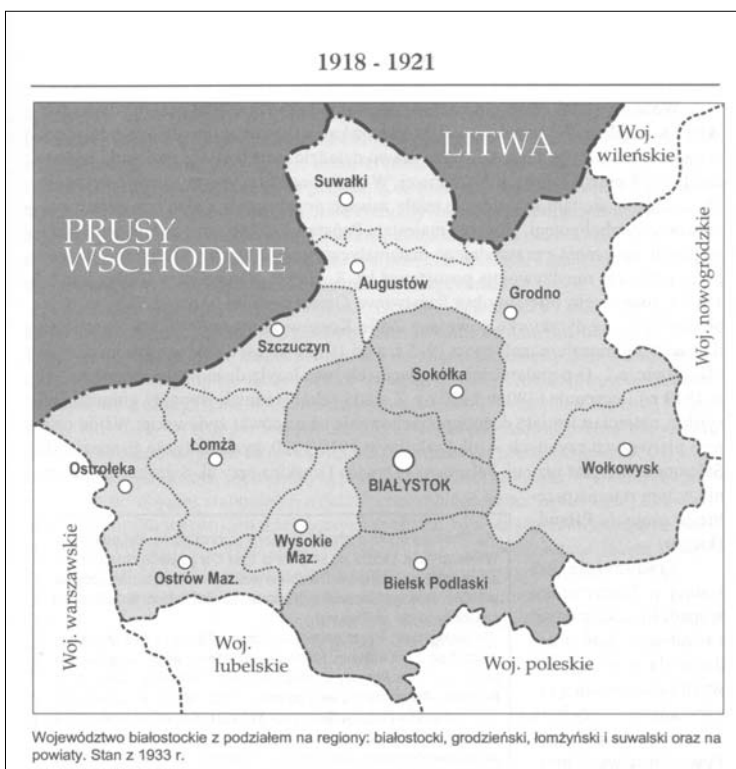 1918 - 1921
LITWA
Woj.
wileńskie
Suwałki
PRUSY
WSCHODNIE
Woj. nowogródzkie
Augustów
Grodno
Szczuczyn
Sokółka
Łomża
Ostrołęka
BIAŁYSTOK
Wołkowysk
Wysokie
Maz.
Ostrów Maz.
Bielsk Podlaski
Woj. warszawskie
Woj.
lubelskie
Woj. poleskie
Województwo białostockie z podziałem na regiony: białostocki, grodzieński, łomżyński i suwalski oraz na
powiaty. Stan z 1933 r.